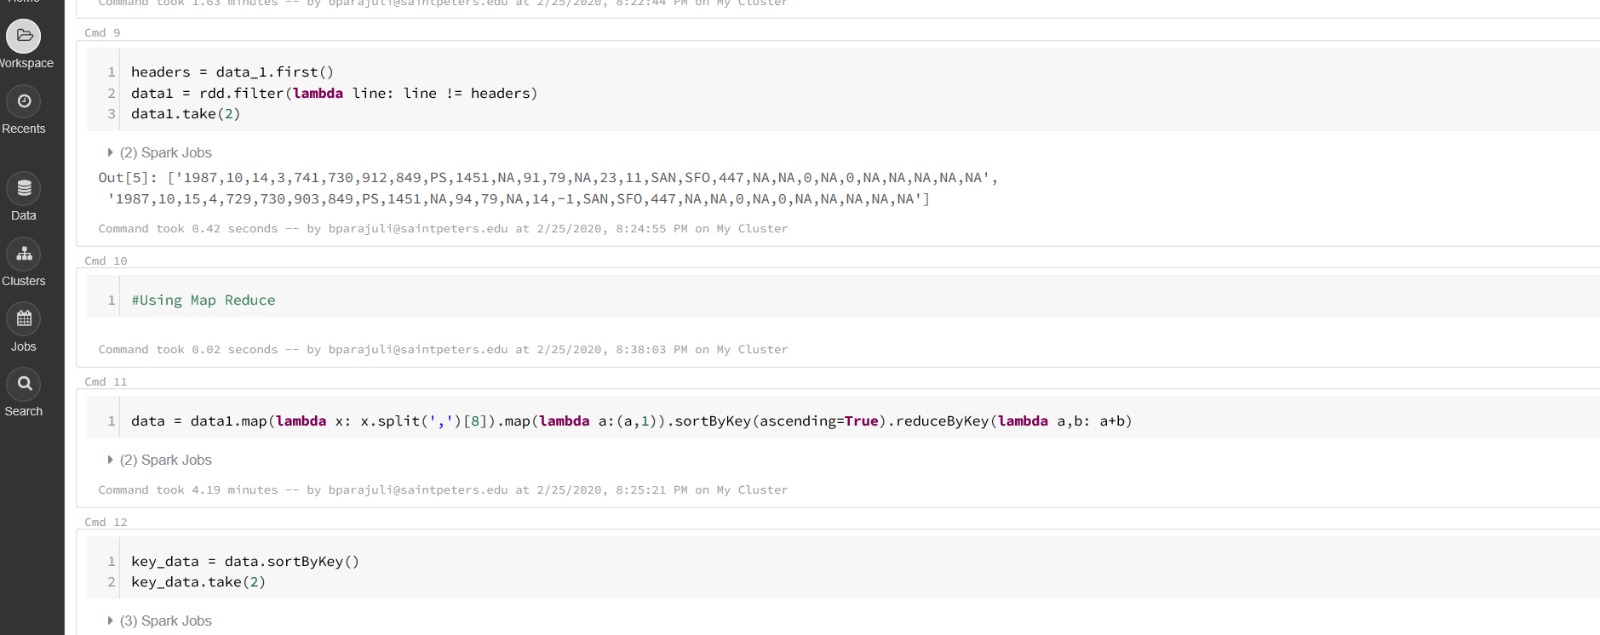 Home
Command took 1.63 minutes -- by bparajuli@saintpeters.edu at 2/25/2020, 8:22:44 PM on My Cluster
Workspace
Recents
Data
Clusters
Jobs
Search
Cmd 9
1 headers = data_1.first()
2 data1 = rdd.filter(lambda line: line != headers)
3 data1.take(2)
(2) Spark Jobs
Out[5]: ['1987,10,14,3,741,730,912,849,PS,1451,NA,91,79,NA,23,11,SAN,SFO,447,NA,NA,0,NA,0,NA,NA,NA,NA,NA',
'1987,10,15,4,729,730,903,849,PS,1451,NA,94,79,NA,14,-1,SAN,SFO,447,NA,NA,0,NA,0,NA,NA,NA,NA,NA']
Command took 0.42 seconds -- by bparajuli@saintpeters.edu at 2/25/2020, 8:24:55 PM on My Cluster
Cmd 10
1 #Using Map Reduce
Command took 0.02 seconds -- by bparajuli@saintpeters.edu at 2/25/2020, 8:38:03 PM on My Cluster
Cmd 11
1 data = data1.map(lambda x: x.split(',')[8]).map(lambda a:(a,1)).sortByKey(ascending=True).reduceByKey(lambda a,b: a+b)
(2) Spark Jobs
Command took 4.19 minutes -- by bparajuli@saintpeters.edu at 2/25/2020, 8:25:21 PM on My Cluster
Cmd 12
1 key_data = data.sortByKey()
2 key_data.take(2)
(3) Spark Jobs